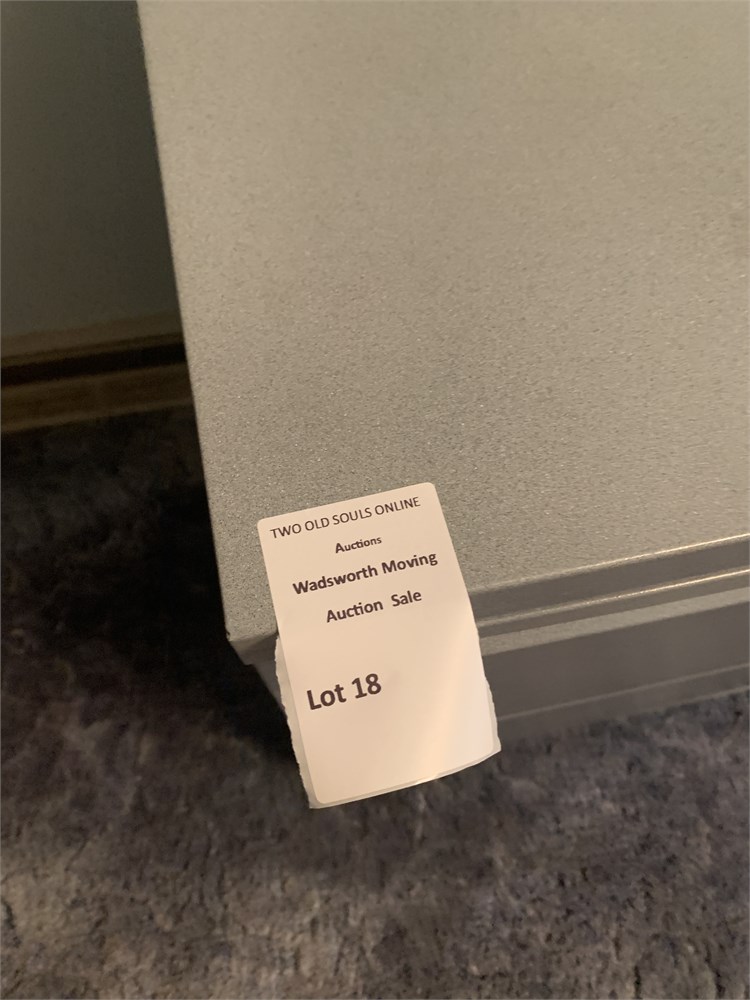 TWO OLD SOULS ONLINE
Auctions
Wadsworth Moving
Auction Sale
Lot 18